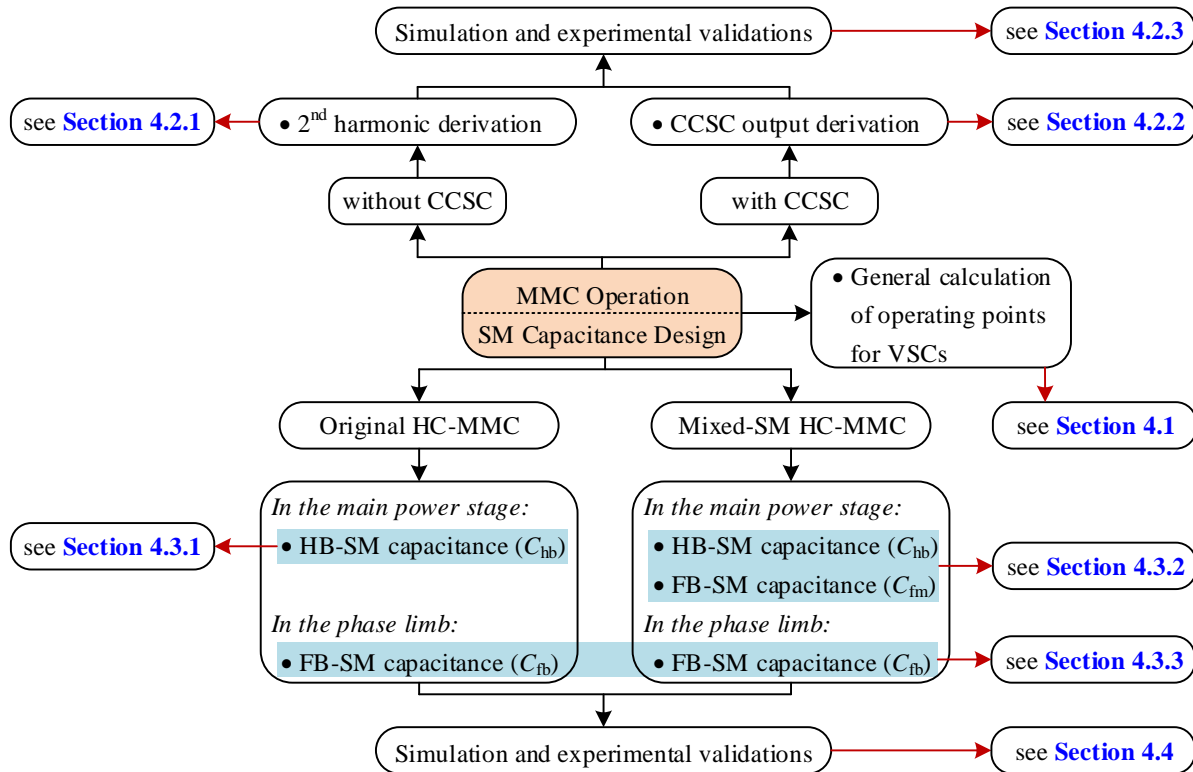 Simulation and experimental validations
see Section 4.2.3
see Section 4.2.1
• 2nd harmonic derivation
• CCSC output derivation
see Section 4.2.2
without CCSC
with CCSC
MMC Operation
SM Capacitance Design
• General calculation
of operating points
for VSCs
see Section 4.1
Original HC-MMC
Mixed-SM HC-MMC
In the main power stage:
• HB-SM capacitance (Chb)
see Section 4.3.1
In the phase limb:
• FB-SM capacitance (Cfb)
In the main power stage:
• HB-SM capacitance (Chb)
• FB-SM capacitance (Cfm)
see Section 4.3.2
In the phase limb:
• FB-SM capacitance (Cfb)
see Section 4.3.3
Simulation and experimental validations
see Section 4.4